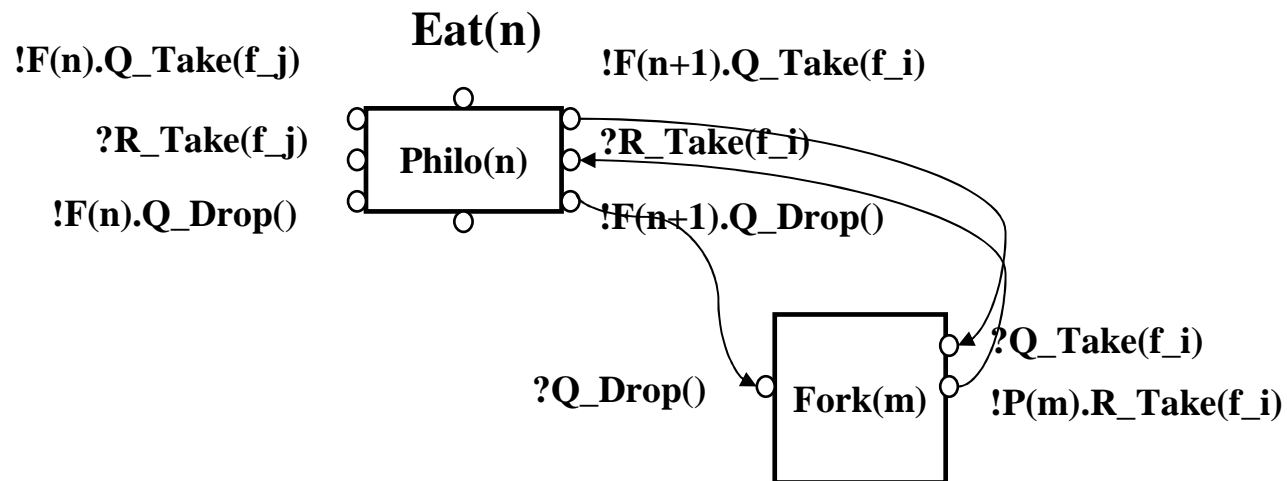 Eat(n)
!F(n).Q_Take(f_j)
!F(n+1).Q_Take(f_i)
?R_Take(f_j)
Philo(n)
?R_Take(f_i)
!F(n).Q_Drop()
!F(n+1).Q_Drop()
?Q_Take(f_i)
?Q_Drop()
Fork(m)
!P(m).R_Take(f_i)